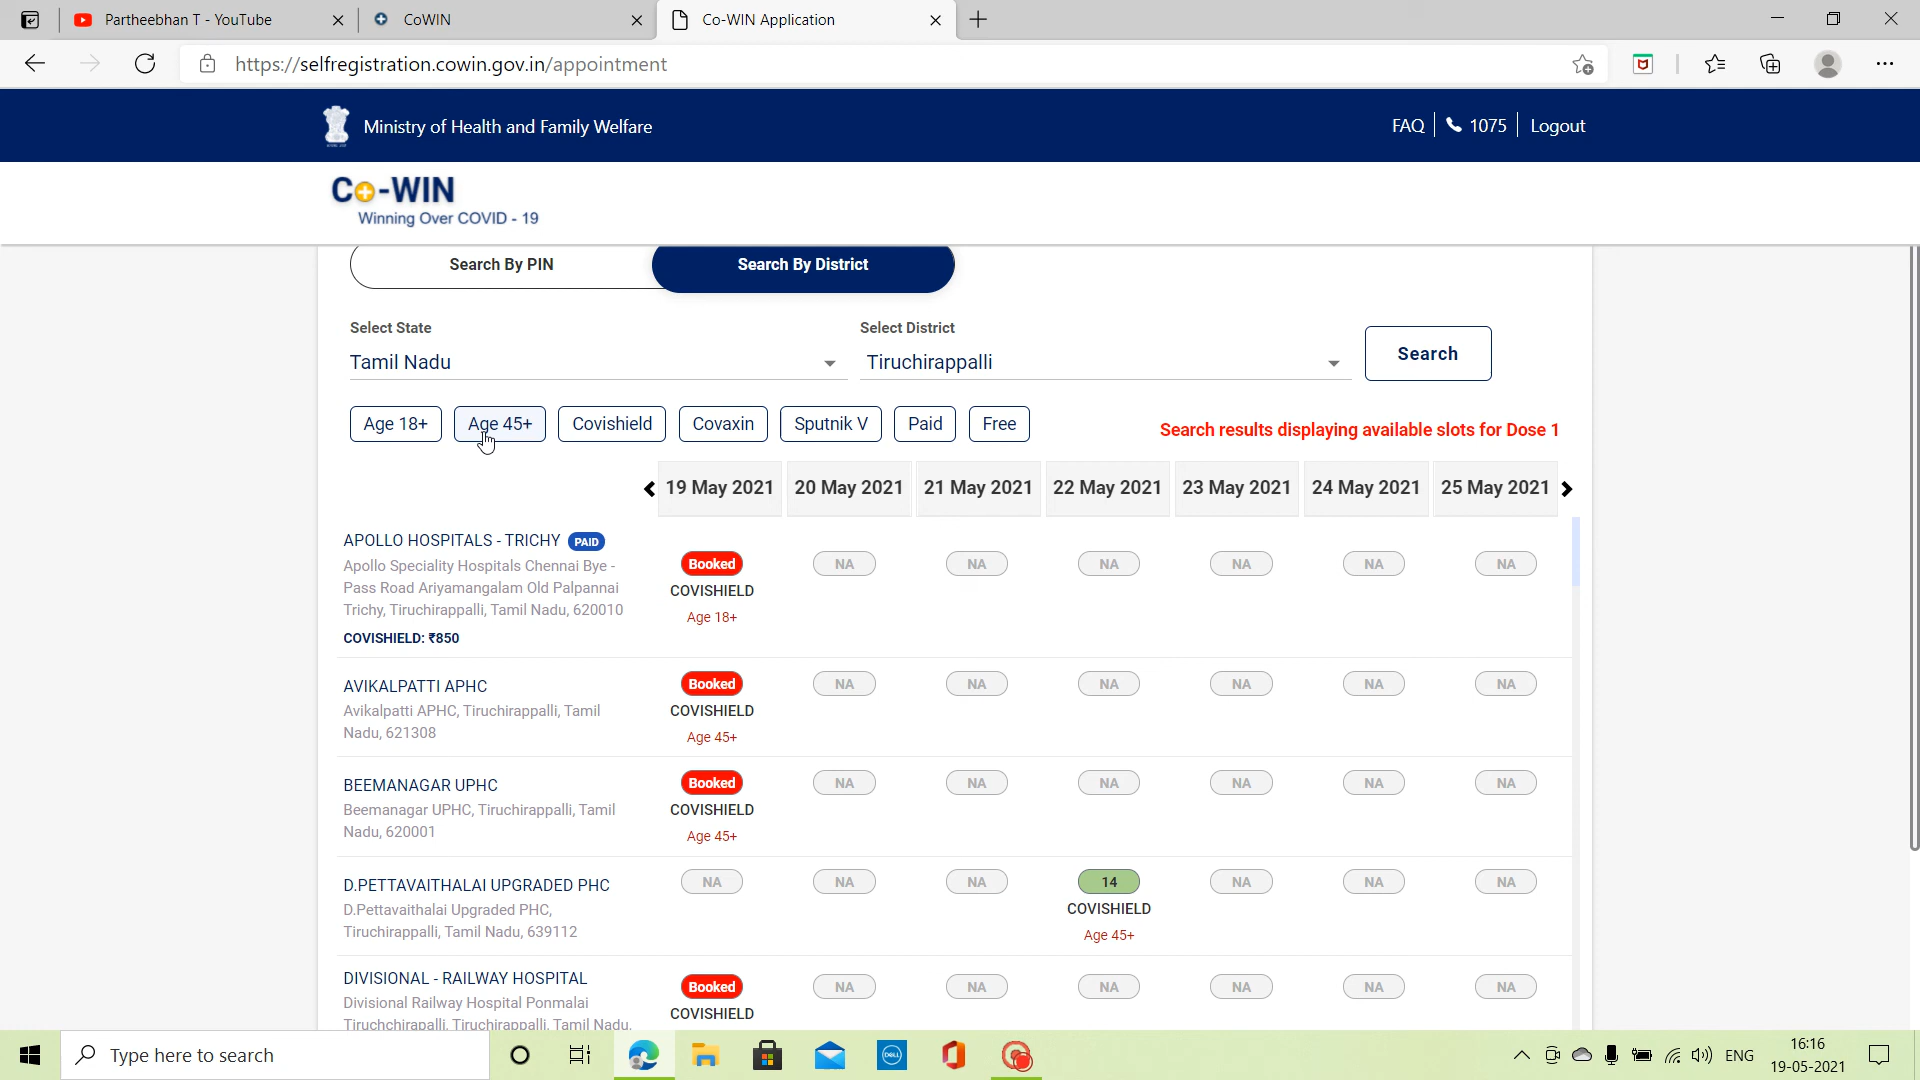 Partheebhan T - YouTube
CoWIN
Co-WIN Application
https://selfregistration.cowin.gov.in/appointment
Ministry of Health and Family Welfare
FAQ
1075
Logout
Co-WIN
Winning Over COVID - 19
Search By PIN
Search By District
Select State
Select District
Tamil Nadu
Tiruchirappalli
Search
Age 18+
Age 45+
Covishield
Covaxin
Sputnik V
Paid
Free
Search results displaying available slots for Dose 1
19 May 2021
20 May 2021
21 May 2021
22 May 2021
23 May 2021
24 May 2021
25 May 2021
APOLLO HOSPITALS - TRICHY PAID
Apollo Speciality Hospitals Chennai Bye -
Pass Road Ariyamangalam Old Palpannai
Trichy, Tiruchirappalli, Tamil Nadu, 620010
COVISHIELD: ₹850
Booked
COVISHIELD
Age 18+
NA
NA
NA
NA
NA
NA
AVIKALPATTI APHC
Avikalpatti APHC, Tiruchirappalli, Tamil
Nadu, 621308
Booked
COVISHIELD
Age 45+
NA
NA
NA
NA
NA
NA
BEEMANAGAR UPHC
Beemanagar UPHC, Tiruchirappalli, Tamil
Nadu, 620001
Booked
COVISHIELD
Age 45+
NA
NA
NA
NA
NA
NA
D.PETTAVAITHALAI UPGRADED PHC
D.Pettavaithalai Upgraded PHC,
Tiruchirappalli, Tamil Nadu, 639112
NA
NA
NA
14
COVISHIELD
Age 45+
NA
NA
NA
DIVISIONAL - RAILWAY HOSPITAL
Divisional Railway Hospital Ponmalai
Tiruchchirapalli, Tiruchirappalli, Tamil Nadu,
Booked
COVISHIELD
NA
NA
NA
NA
NA
NA
Type here to search
DELL
ENG
16:16
19-05-2021